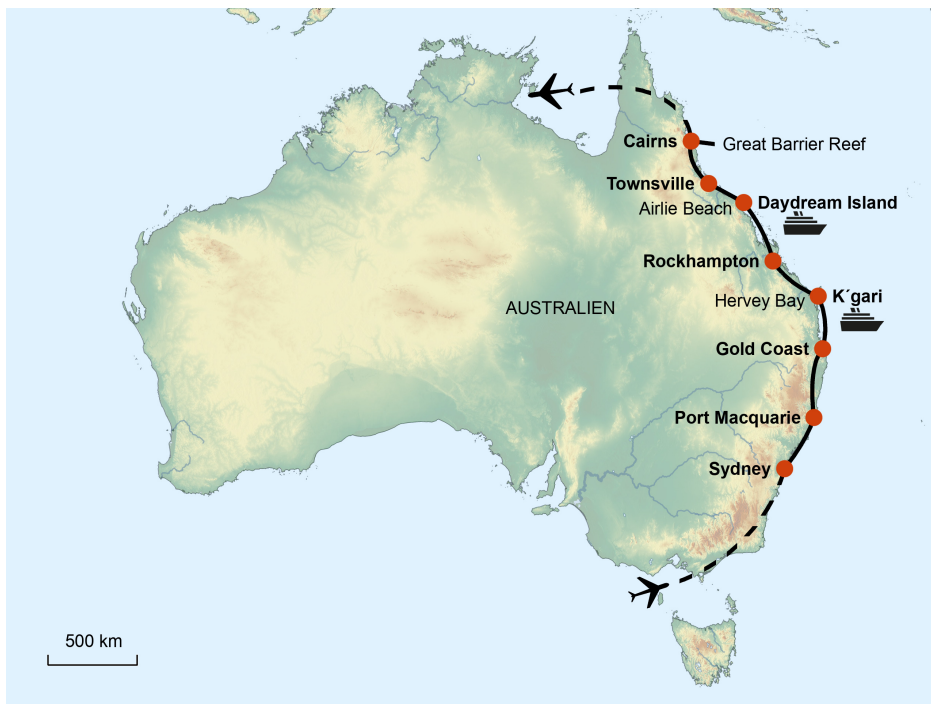 Cairns
Great Barrier Reef
Townsville
Daydream Island
Airlie Beach
Rockhampton
K´gari
Hervey Bay
AUSTRALIEN
Gold Coast
Port Macquarie
Sydney
500 km